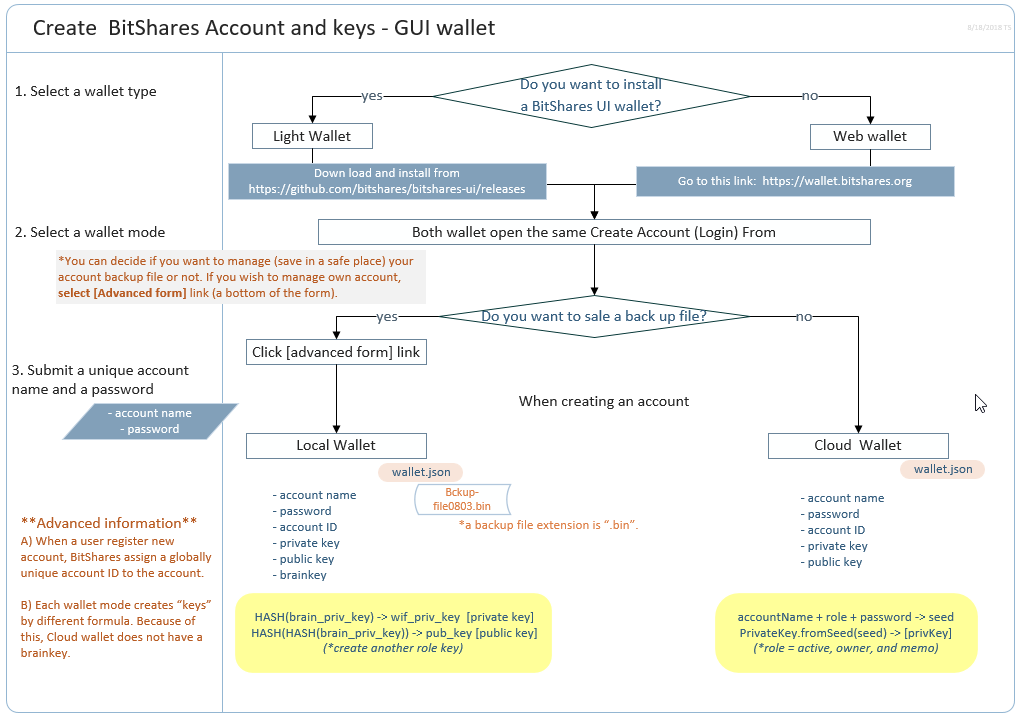 Create  BitShares Account and keys - GUI wallet
8/18/2018 TS
1. Select a wallet type
Do you want to install
a BitShares UI wallet?
yes
no
Light Wallet
Web wallet
Down load and install from
https://github.com/bitshares/bitshares-ui/releases
Go to this link:  https://wallet.bitshares.org
2. Select a wallet mode
Both wallet open the same Create Account (Login) From
*You can decide if you want to manage (save in a safe place) your
account backup file or not. If you wish to manage own account,
select [Advanced form] link (a bottom of the form).
Do you want to sale a back up file?
yes
no
Click [advanced form] link
3. Submit a unique account
name and a password
- account name
- password
When creating an account
Local Wallet
Cloud  Wallet
wallet.json
wallet.json
Bckup-
file0803.bin
*a backup file extension is “.bin”.
- account name
- password
- account ID
- private key
- public key
- brainkey
- account name
- password
- account ID
- private key
- public key
**Advanced information**
A) When a user register new
account, BitShares assign a globally
unique account ID to the account.
B) Each wallet mode creates “keys”
by different formula. Because of
this, Cloud wallet does not have a
brainkey.
HASH(brain_priv_key) -> wif_priv_key  [private key]
HASH(HASH(brain_priv_key)) -> pub_key [public key]
(*create another role key)
accountName + role + password -> seed
PrivateKey.fromSeed(seed) -> [privKey]
(*role = active, owner, and memo)